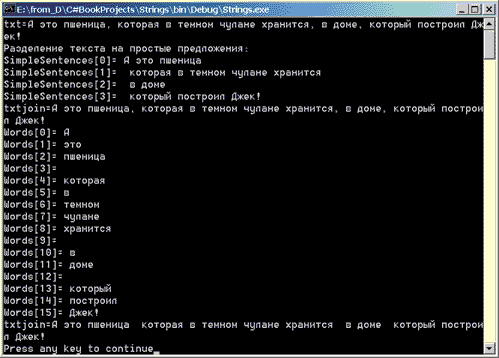 E:\from_D\C#BookProjects\Strings\bin\Debug\Strings.exe
txt=А это пшеница, которая в темном чулане хранится, в доме, который построил Дж
ек!
Разделение текста на простые предложения:
SimpleSentences[0]= А это пшеница
SimpleSentences[1]=  которая в темном чулане хранится
SimpleSentences[2]=  в доме
SimpleSentences[3]=  который построил Джек!
txtjoin=А это пшеница, которая в темном чулане хранится, в доме, который построи
л Джек!
Words[0]= А
Words[1]= это
Words[2]= пшеница
Words[3]=
Words[4]= которая
Words[5]= в
Words[6]= темном
Words[7]= чулане
Words[8]= хранится
Words[9]=
Words[10]= в
Words[11]= доме
Words[12]=
Words[13]= который
Words[14]= построил
Words[15]= Джек!
txtjoin=А это пшеница  которая в темном чулане хранится  в доме  который построи
л Джек!
Press any key to continue